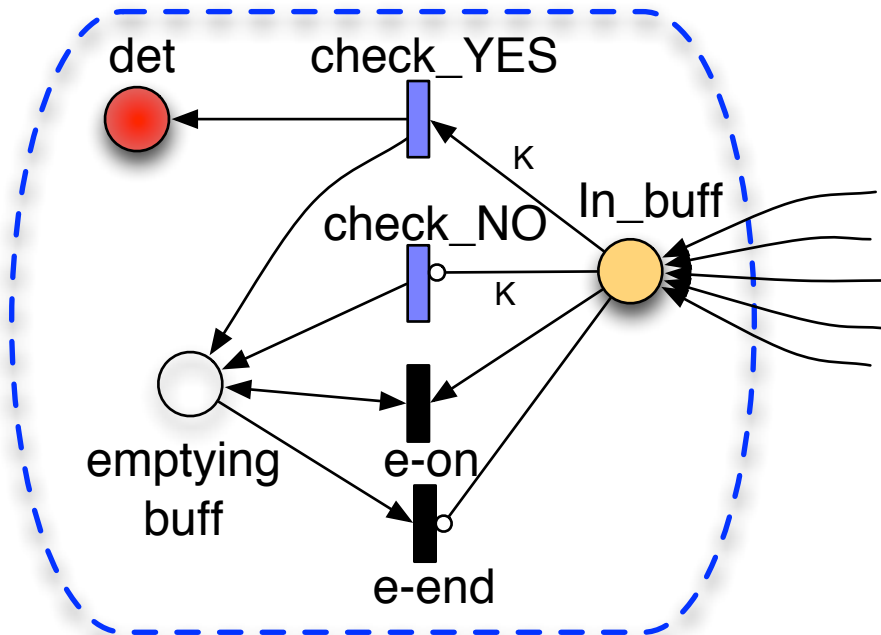 det
check_YES
K
In_buff
check_NO
K
emptying
buff
e-on
e-end